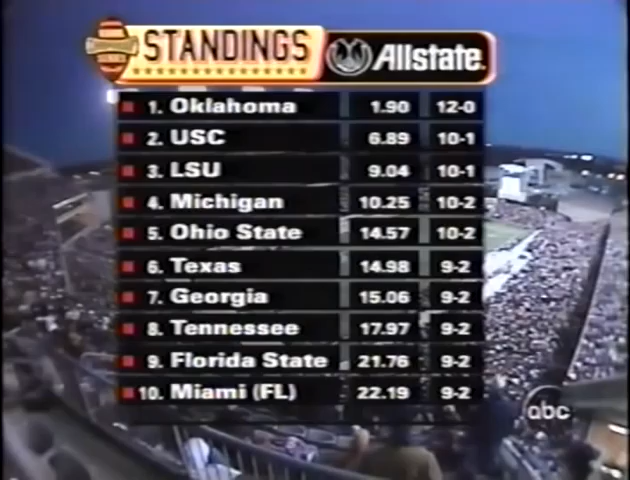 STANDINGS Allstate.
1. Oklahoma 1.90 12-0
2. USC 6.89 10-1
3. LSU 9.04 10-1
4. Michigan 10.25 10-2
5. Ohio State 14.57 10-2
6. Texas 14.98 9-2
7. Georgia 15.06 9-2
8. Tennessee 17.97 9-2
9. Florida State 21.76 9-2
10. Miami (FL) 22.19 9-2
abc